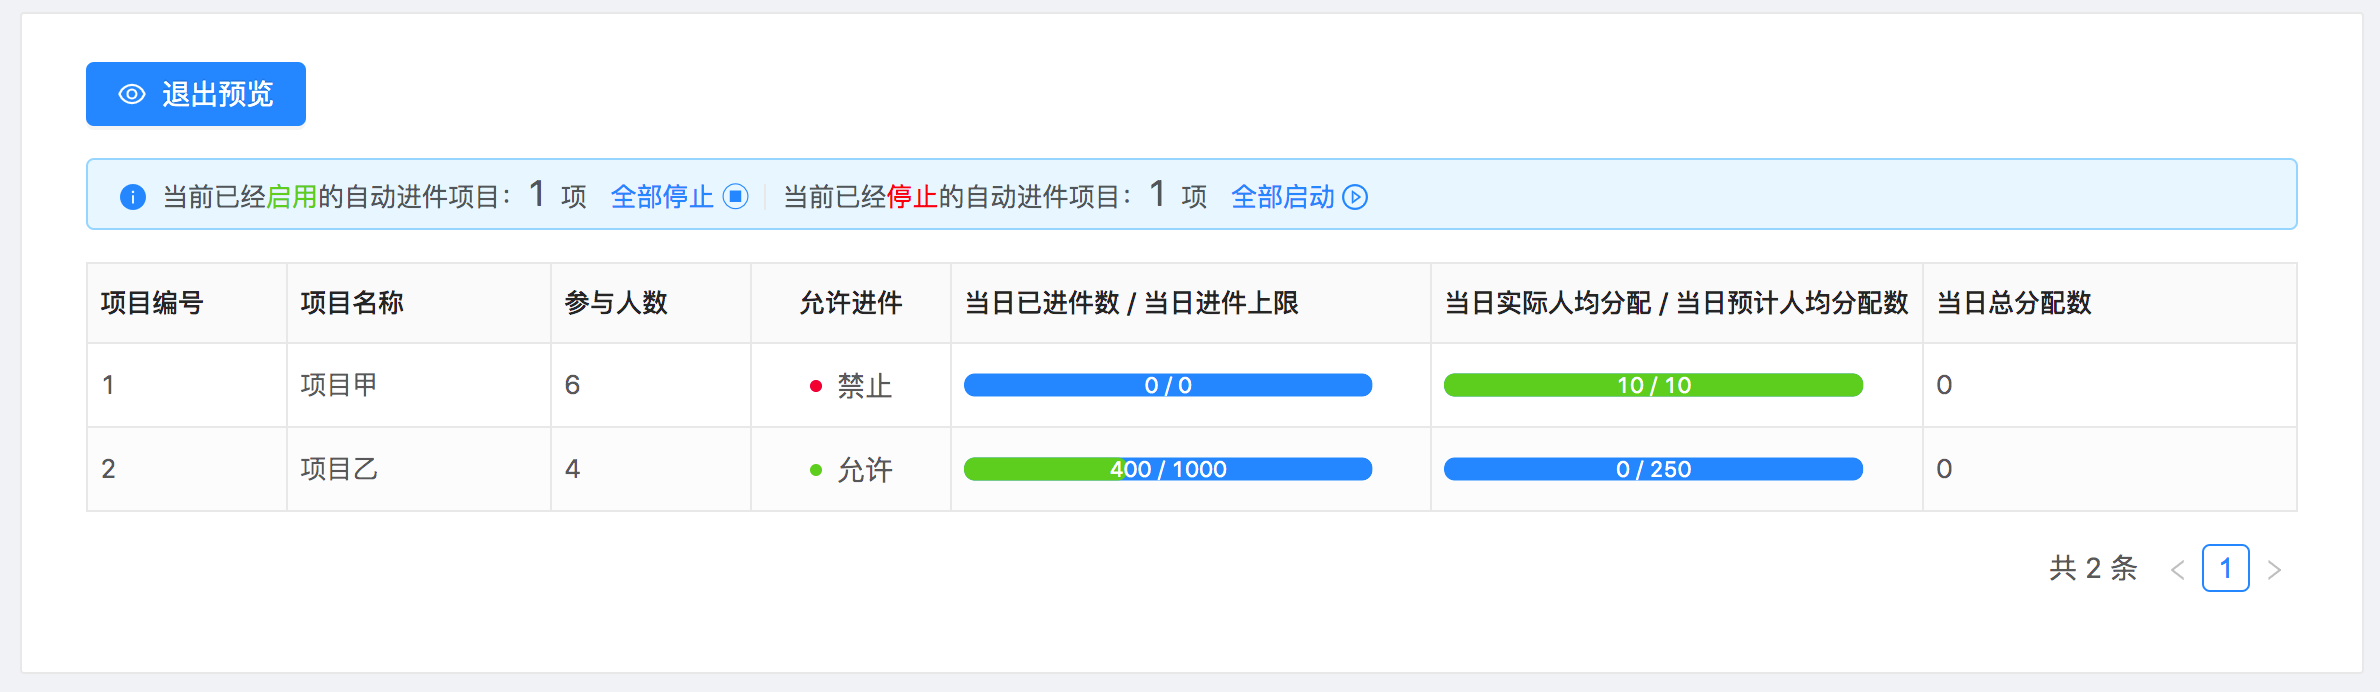 退出预览
当前已经启用的自动进件项目： 1 项 全部停止 当前已经停止的自动进件项目： 1 项 全部启动
项目编号 项目名称 参与人数 允许进件 当日已进件数 / 当日进件上限 当日实际人均分配 / 当日预计人均分配数 当日总分配数
1 项目甲 6 禁止 0 / 0 10 / 10 0
2 项目乙 4 允许 400 / 1000 0 / 250 0
共 2 条 < 1 >